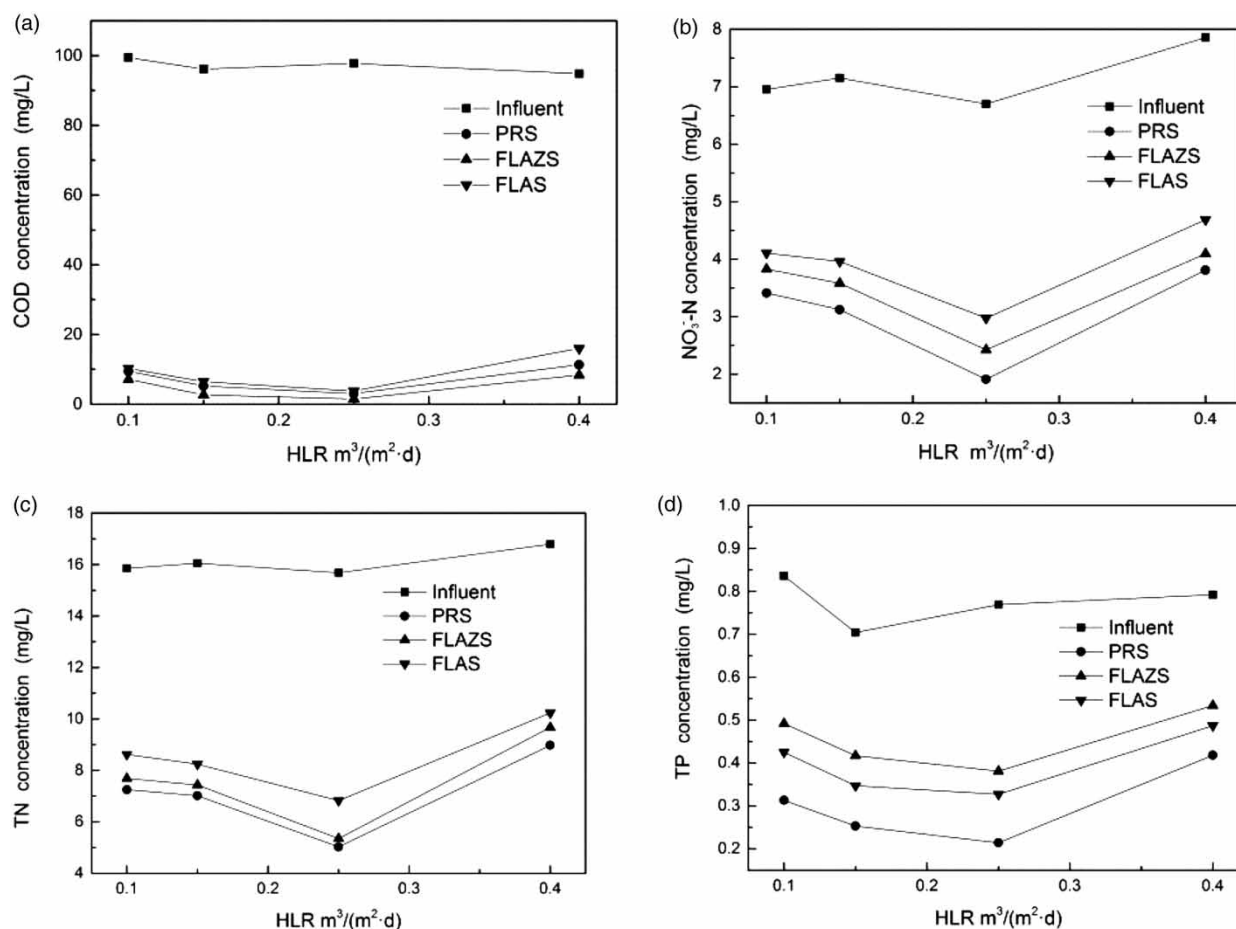 (a)
100
80
60
40
20
0
COD concentration (mg/L)
Influent
PRS
FLAZS
FLAS
0.1
0.2
0.3
0.4
HLR m³/(m²·d)
(b)
8
7
6
5
4
3
2
NO₃⁻-N concentration (mg/L)
Influent
PRS
FLAZS
FLAS
0.1
0.2
0.3
0.4
HLR m³/(m²·d)
(c)
18
16
14
12
10
8
6
4
TN concentration (mg/L)
Influent
PRS
FLAZS
FLAS
0.1
0.2
0.3
0.4
HLR m³/(m²·d)
(d)
1.0
0.9
0.8
0.7
0.6
0.5
0.4
0.3
0.2
TP concentration (mg/L)
Influent
PRS
FLAZS
FLAS
0.1
0.2
0.3
0.4
HLR m³/(m²·d)